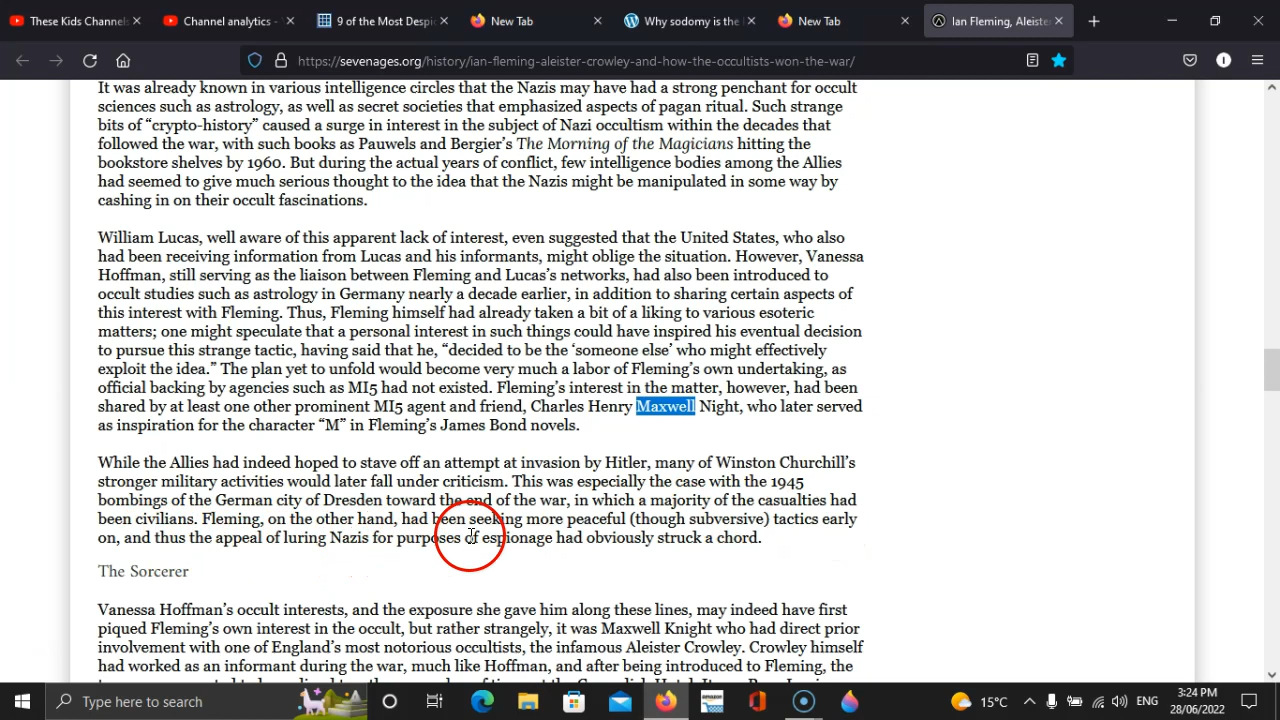 These Kids Channels
Channel analytics -
9 of the Most Despi
New Tab
Why sodomy is the
New Tab
Ian Fleming, Aleiste
https://sevenages.org/history/ian-fleming-aleister-crowley-and-how-the-occultists-won-the-war/
It was already known in various intelligence circles that the Nazis may have had a strong penchant for occult
sciences such as astrology, as well as secret societies that emphasized aspects of pagan ritual. Such strange
bits of “crypto-history” caused a surge in interest in the subject of Nazi occultism within the decades that
followed the war, with such books as Pauwels and Bergier’s The Morning of the Magicians hitting the
bookstore shelves by 1960. But during the actual years of conflict, few intelligence bodies among the Allies
had seemed to give much serious thought to the idea that the Nazis might be manipulated in some way by
cashing in on their occult fascinations.
William Lucas, well aware of this apparent lack of interest, even suggested that the United States, who also
had been receiving information from Lucas and his informants, might oblige the situation. However, Vanessa
Hoffman, still serving as the liaison between Fleming and Lucas’s networks, had also been introduced to
occult studies such as astrology in Germany nearly a decade earlier, in addition to sharing certain aspects of
this interest with Fleming. Thus, Fleming himself had already taken a bit of a liking to various esoteric
matters; one might speculate that a personal interest in such things could have inspired his eventual decision
to pursue this strange tactic, having said that he, “decided to be the ‘someone else’ who might effectively
exploit the idea.” The plan yet to unfold would become very much a labor of Fleming’s own undertaking, as
official backing by agencies such as MI5 had not existed. Fleming’s interest in the matter, however, had been
shared by at least one other prominent MI5 agent and friend, Charles Henry Maxwell Night, who later served
as inspiration for the character “M” in Fleming’s James Bond novels.
While the Allies had indeed hoped to stave off an attempt at invasion by Hitler, many of Winston Churchill’s
stronger military activities would later fall under criticism. This was especially the case with the 1945
bombings of the German city of Dresden toward the end of the war, in which a majority of the casualties had
been civilians. Fleming, on the other hand, had been seeking more peaceful (though subversive) tactics early
on, and thus the appeal of luring Nazis for purposes of espionage had obviously struck a chord.
The Sorcerer
Vanessa Hoffman’s occult interests, and the exposure she gave him along these lines, may indeed have first
piqued Fleming’s own interest in the occult, but rather strangely, it was Maxwell Knight who had direct prior
involvement with one of England’s most notorious occultists, the infamous Aleister Crowley. Crowley himself
had worked as an informant during the war, much like Hoffman, and after being introduced to Fleming, the
Type here to search
15°C
ENG
3:24 PM
28/06/2022